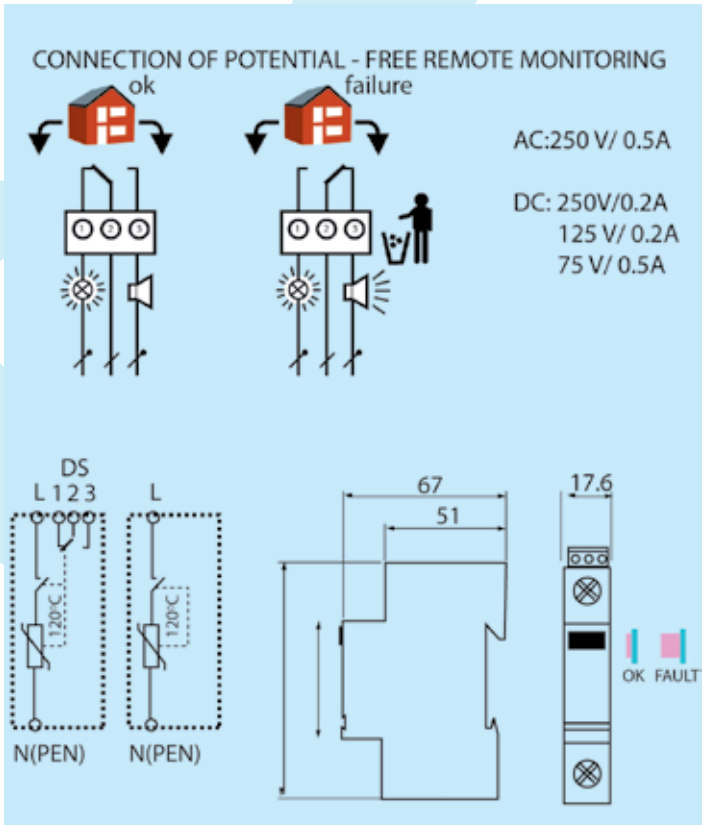 CONNECTION OF POTENTIAL - FREE REMOTE MONITORING
ok
failure
AC:250 V/ 0.5A
DC: 250V/0.2A
125 V/ 0.2A
75 V/ 0.5A
1 2 3
1 2 3
DS
L 1 2 3
L
120°C
120°C
N(PEN)
N(PEN)
67
51
17.6
OK FAULT